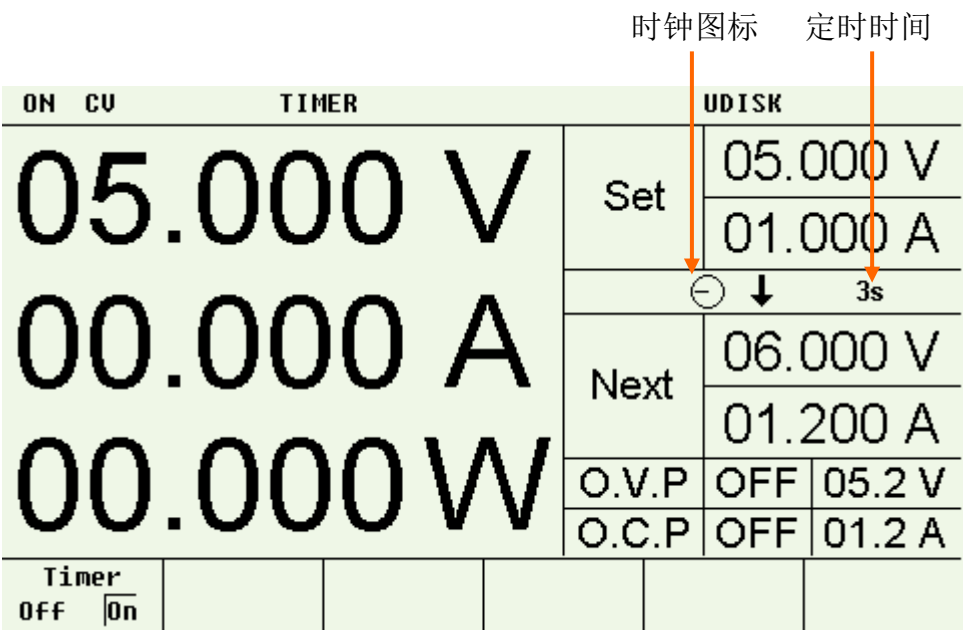 时钟图标 定时时间
ON CV TIMER UDISK
05.000 V
00.000 A
00.000 W
Set
05.000 V
01.000 A
3s
Next
06.000 V
01.200 A
O.V.P OFF 05.2 V
O.C.P OFF 01.2 A
Timer
Off On